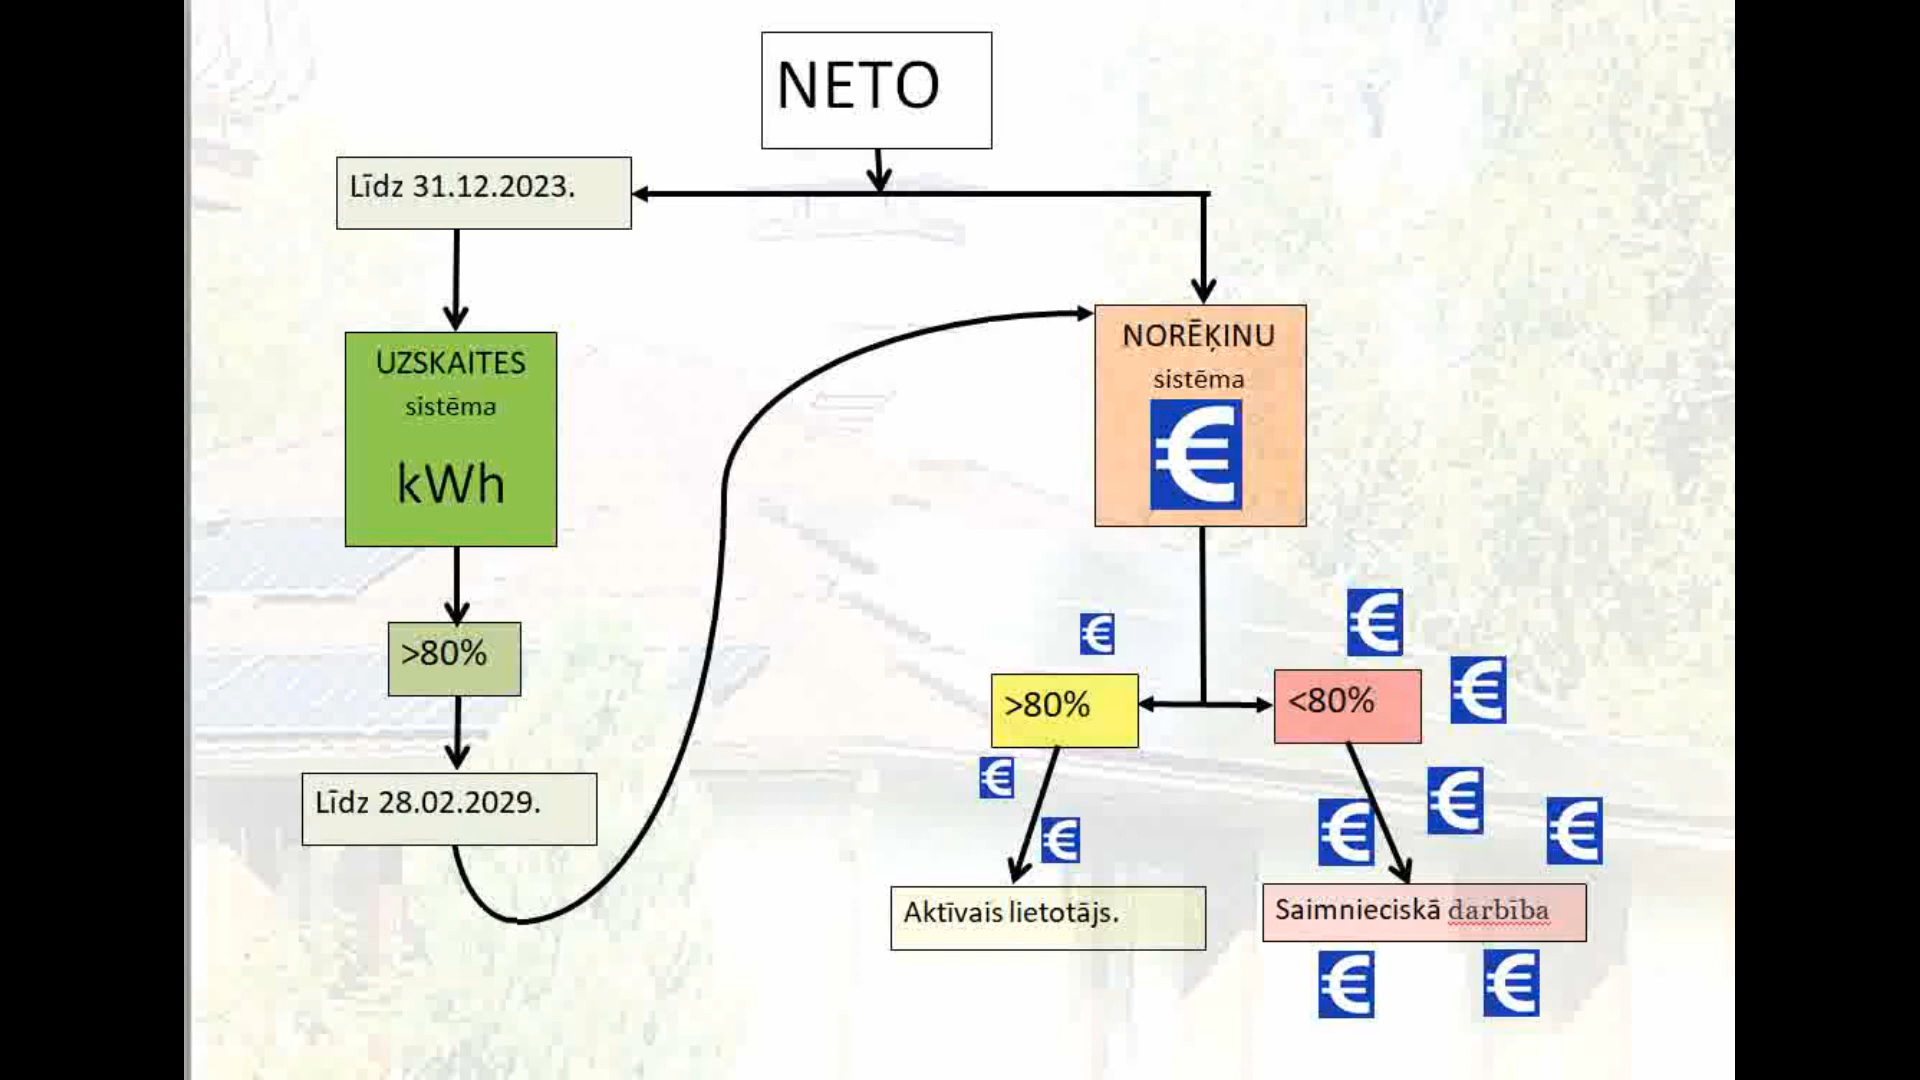 NETO
Līdz 31.12.2023.
UZSKAITES
sistēma
kWh
>80%
Līdz 28.02.2029.
NORĒĶINU
sistēma
€
€
€
€
>80%
<80%
€
€
€
€
€
€
Aktīvais lietotājs.
Saimnieciskā darbība
€
€